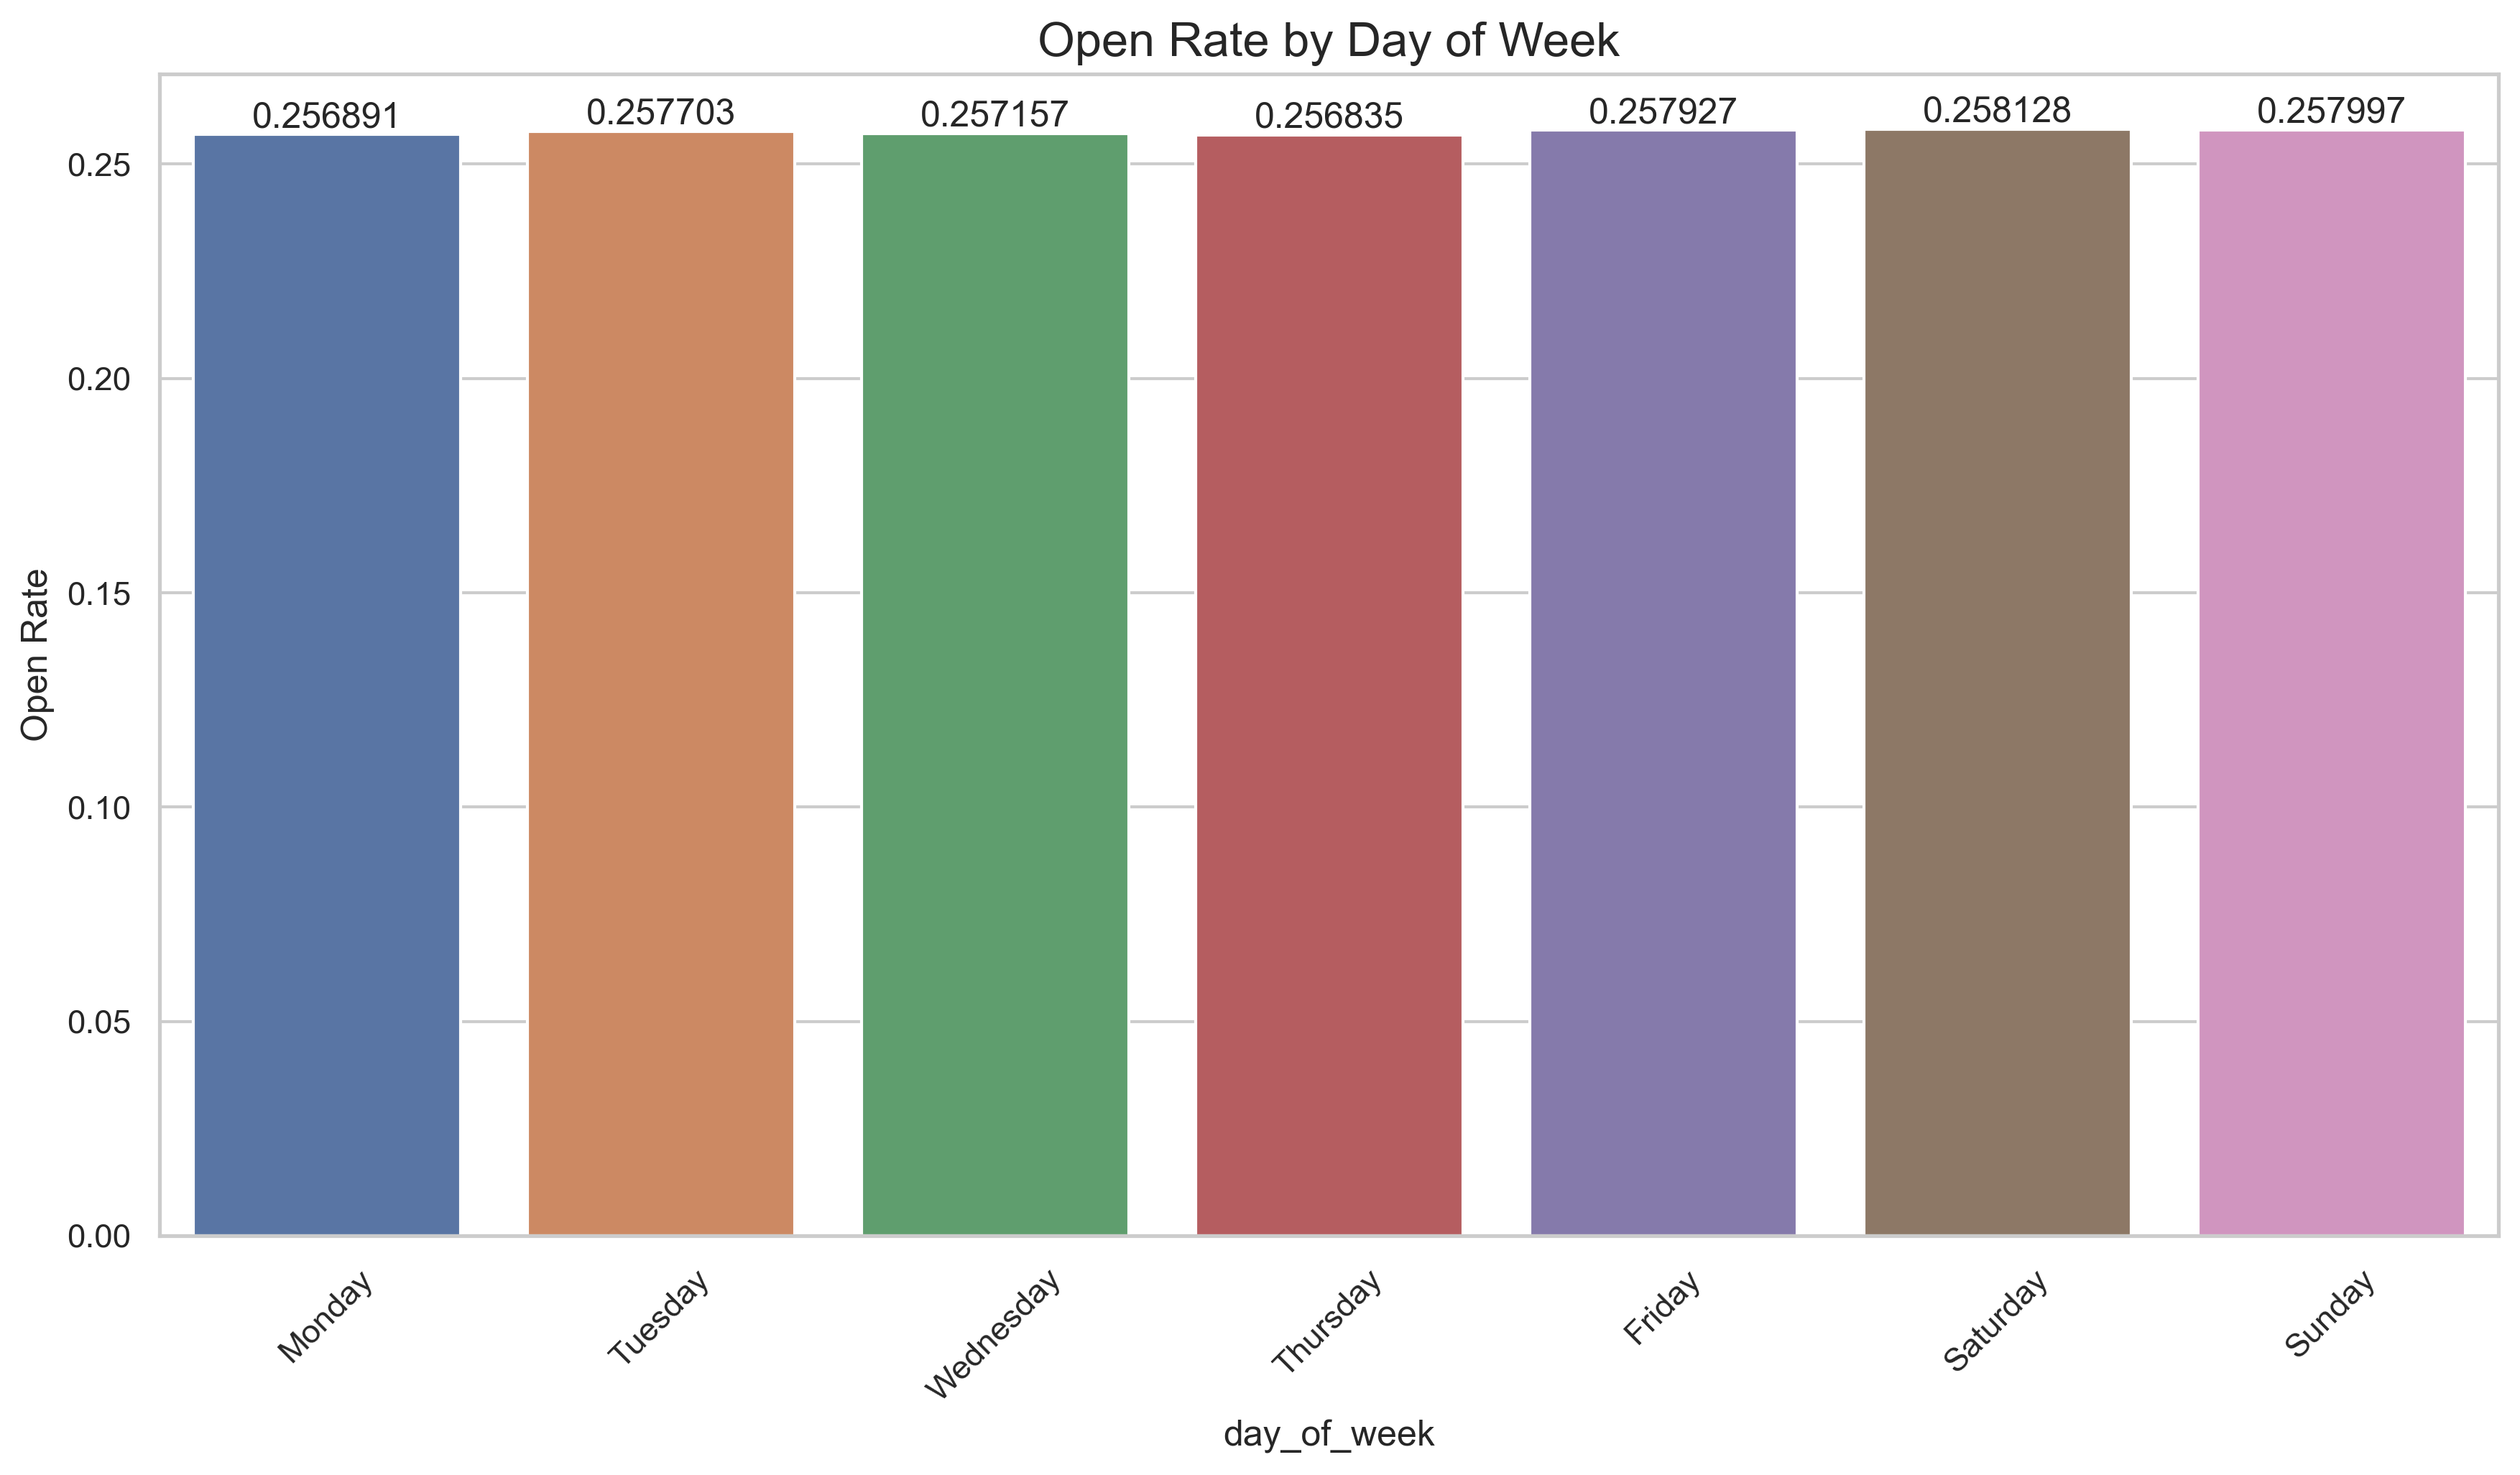 Open Rate by Day of Week
0.256891
0.257703
0.257157
0.256835
0.257927
0.258128
0.257997
0.25
0.20
0.15
0.10
0.05
0.00
Open Rate
Monday
Tuesday
Wednesday
Thursday
Friday
Saturday
Sunday
day_of_week